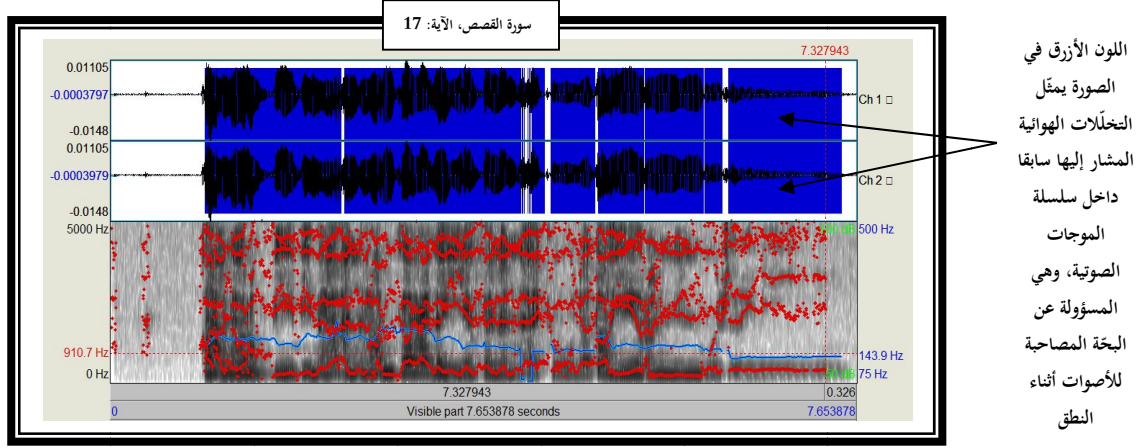 سورة القصص، الآية: 17
7.327943
0.01105
-0.0003797
-0.0148
Ch 1
0.01105
-0.0003979
-0.0148
Ch 2
5000 Hz
500 Hz
910.7 Hz
143.9 Hz
0 Hz
75 Hz
7.327943
0.326
0
Visible part 7.653878 seconds
7.653878
اللون الأزرق في
الصورة يمثّل
التخلّلات الهوائية
المشار إليها سابقا
داخل سلسلة
الموجات
الصوتية، وهي
المسؤولة عن
البحّة المصاحبة
للأصوات أثناء
النطق